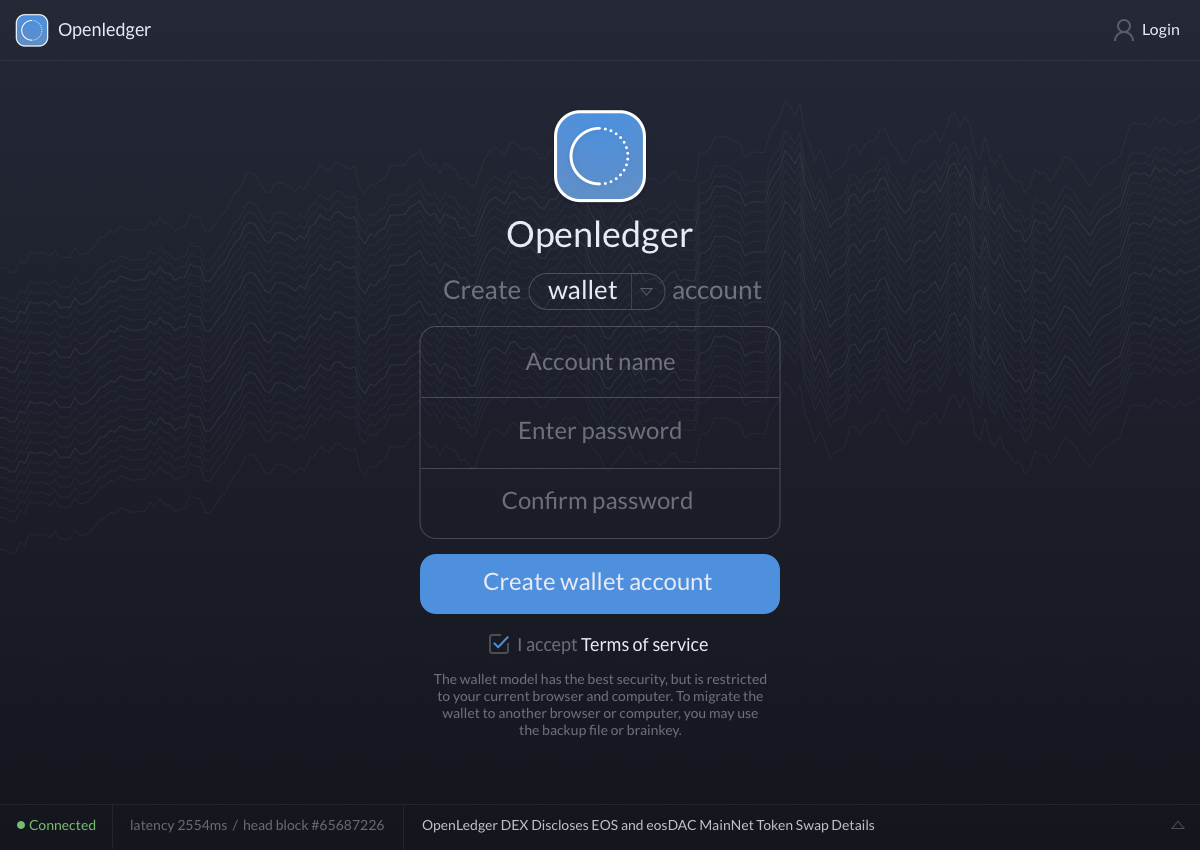 Openledger
Login
Openledger
Create wallet account
Account name
Enter password
Confirm password
Create wallet account
I accept Terms of service
The wallet model has the best security, but is restricted
to your current browser and computer. To migrate the
wallet to another browser or computer, you may use
the backup file or brainkey.
Connected
latency 2554ms / head block #65687226
OpenLedger DEX Discloses EOS and eosDAC MainNet Token Swap Details